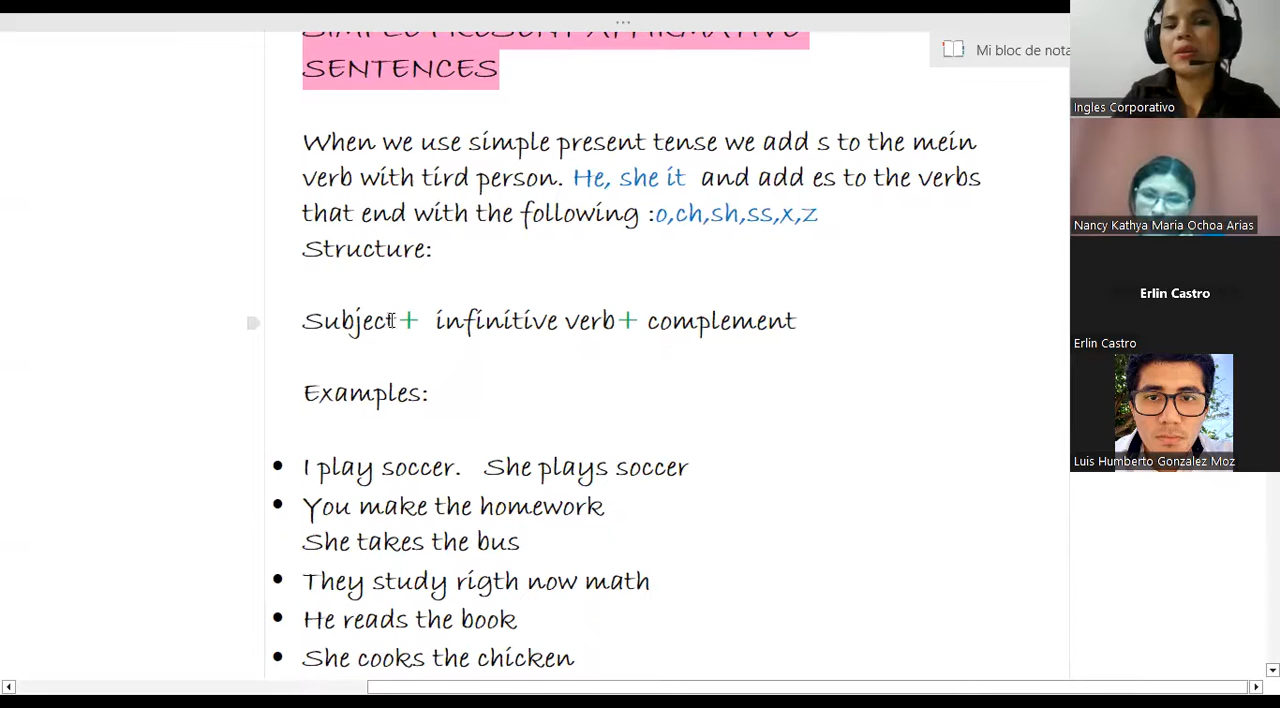 SIMPLE PRESENT AFFIRMATIVE
SENTENCES
Mi bloc de nota
When we use simple present tense we add s to the mein
verb with tird person. He, she it and add es to the verbs
that end with the following :o,ch,sh,ss,x,z
Structure:
Subject+ infinitive verb+ complement
Examples:
I play soccer. She plays soccer
You make the homework
She takes the bus
They study rigth now math
He reads the book
She cooks the chicken
Ingles Corporativo
Nancy Kathya Maria Ochoa Arias
Erlin Castro
Erlin Castro
Luis Humberto Gonzalez Moz